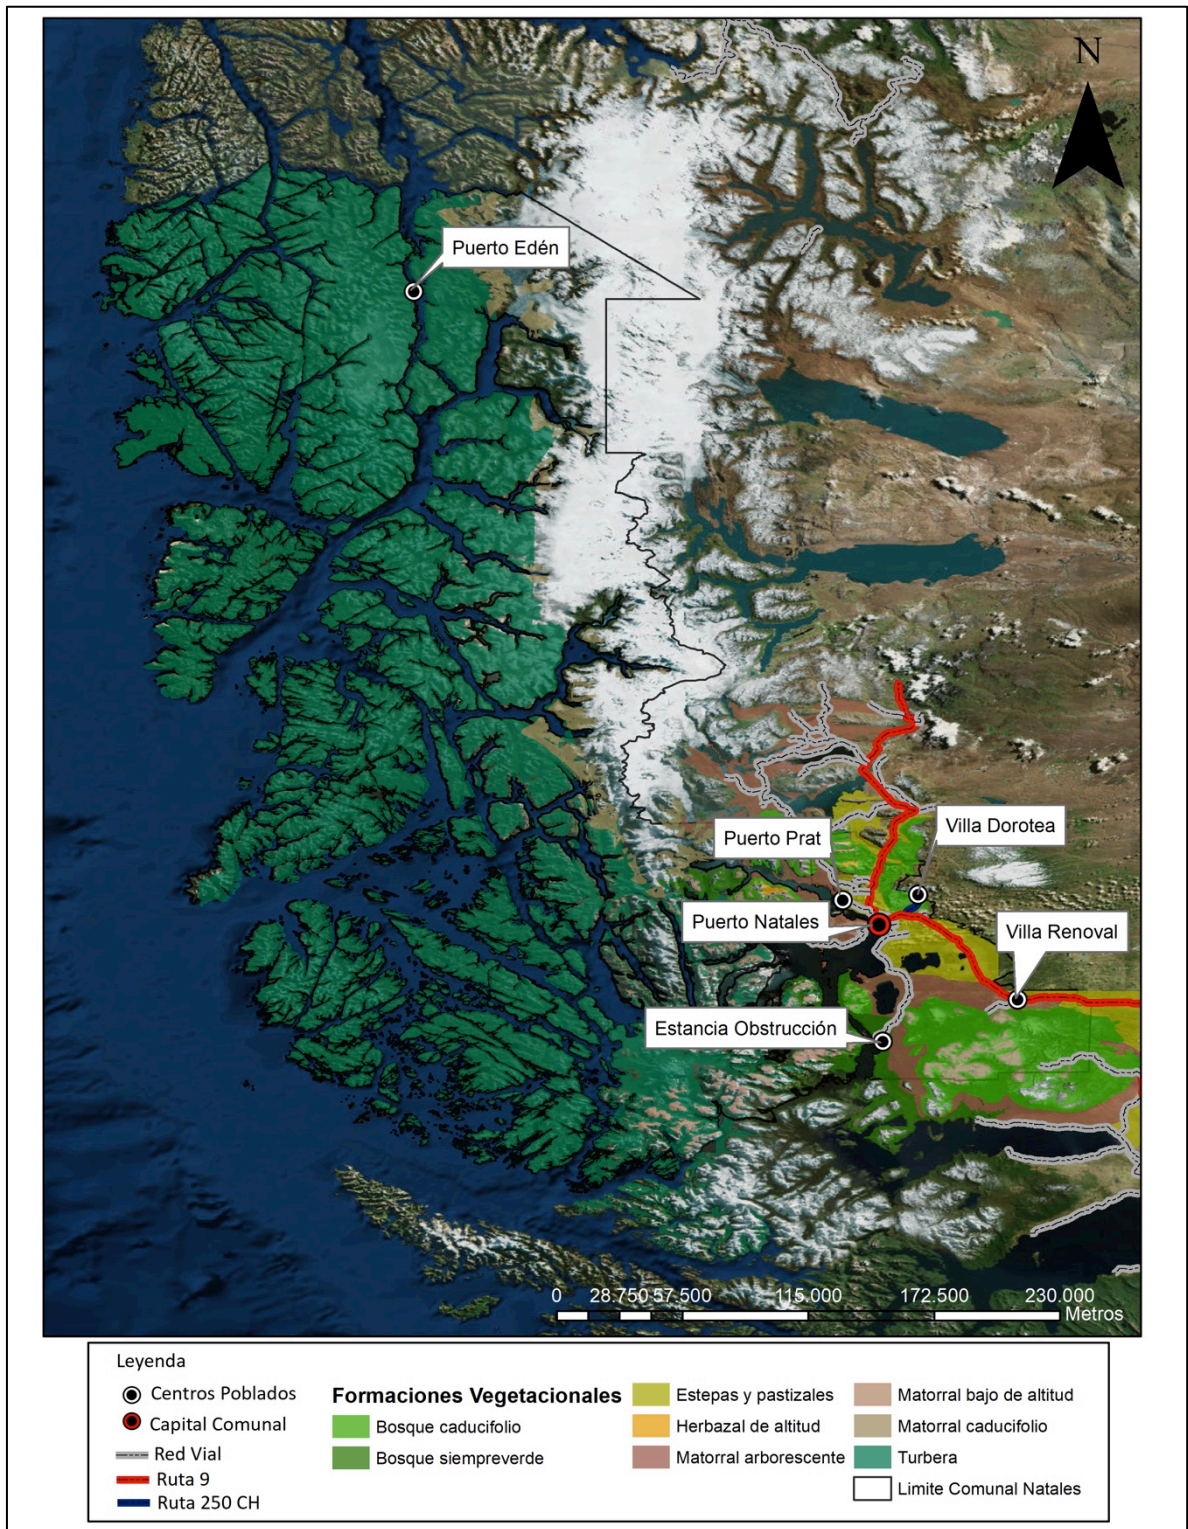 N
Puerto Edén
Puerto Prat
Villa Dorotea
Puerto Natales
Villa Renoval
Estancia Obstrucción
0 28.750 57.500 115.000 172.500 230.000
Metros
Leyenda
Centros Poblados
Capital Comunal
Red Vial
Ruta 9
Ruta 250 CH
Formaciones Vegetacionales
Bosque caducifolio
Bosque siempreverde
Estepas y pastizales
Herbazal de altitud
Matorral arborescente
Matorral bajo de altitud
Matorral caducifolio
Turbera
Limite Comunal Natales